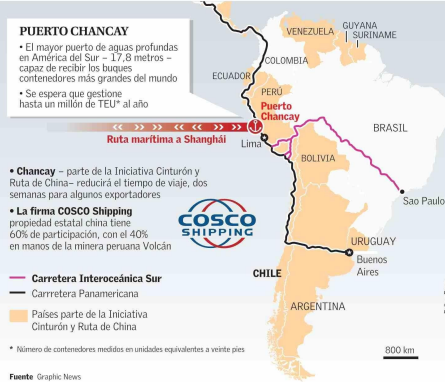 PUERTO CHANCAY
• El mayor puerto de aguas profundas
en América del Sur – 17,8 metros –
capaz de recibir los buques
contenedores más grandes del mundo
• Se espera que gestione
hasta un millón de TEU* al año
VENEZUELA
GUYANA
SURINAME
COLOMBIA
ECUADOR
PERÚ
Puerto
Chancay
Ruta marítima a Shanghái
Lima
BRASIL
BOLIVIA
Sao Paulo
• Chancay – parte de la Iniciativa Cinturón y
Ruta de China– reducirá el tiempo de viaje, dos
semanas para algunos exportadores
• La firma COSCO Shipping
propiedad estatal china tiene
60% de participación, con el 40%
en manos de la minera peruana Volcán
COSCO
SHIPPING
URUGUAY
Buenos
Aires
CHILE
ARGENTINA
Carretera Interoceánica Sur
Carrretera Panamericana
Países parte de la Iniciativa
Cinturón y Ruta de China
* Número de contenedores medidos en unidades equivalentes a veinte pies
800 km
Fuente Graphic News